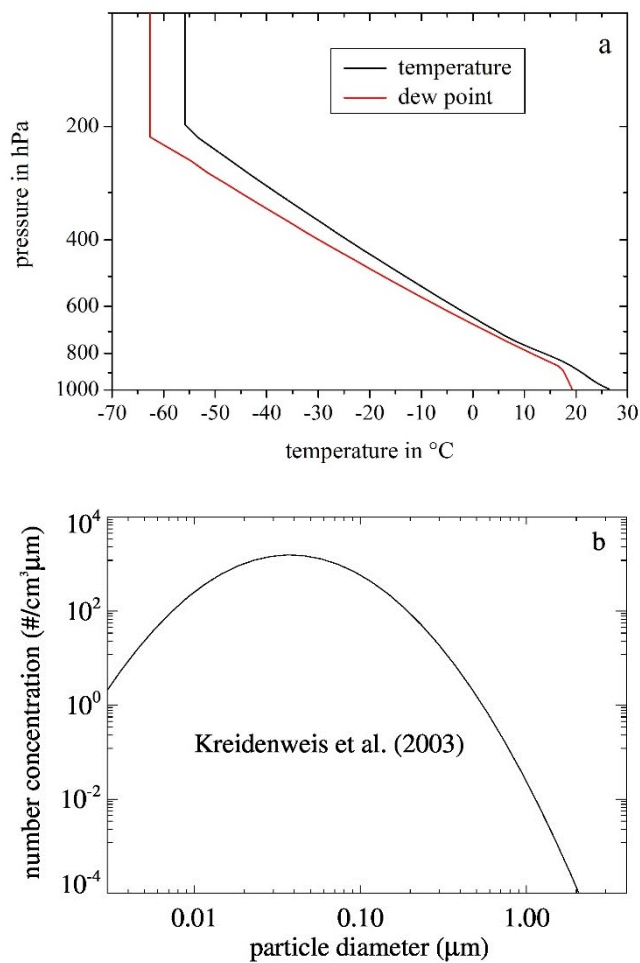 a
temperature
dew point
pressure in hPa
200
400
600
800
1000
-70 -60 -50 -40 -30 -20 -10 0 10 20 30
temperature in °C
b
number concentration (#/cm³µm)
10⁴
10²
10⁰
10⁻²
10⁻⁴
Kreidenweis et al. (2003)
0.01 0.10 1.00
particle diameter (µm)